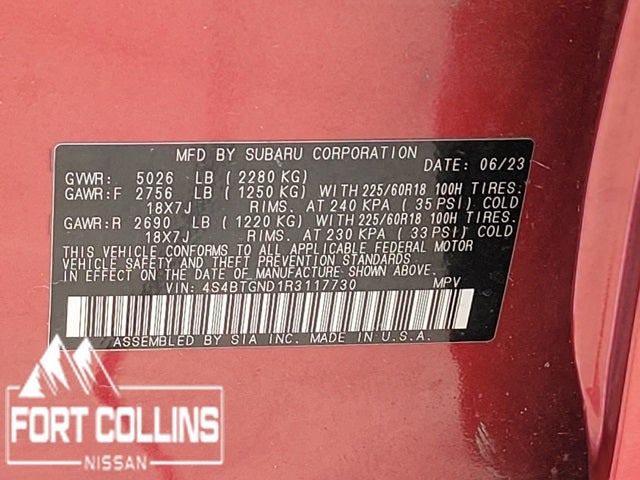 MFD BY SUBARU CORPORATION
DATE: 06/23
GVWR: 5026 LB (2280 KG)
GAWR:F 2756 LB (1250 KG) WITH 225/60R18 100H TIRES.
18X7J RIMS. AT 240 KPA (35 PSI) COLD
GAWR:R 2690 LB (1220 KG) WITH 225/60R18 100H TIRES.
18X7J RIMS. AT 230 KPA (33 PSI) COLD
THIS VEHICLE CONFORMS TO ALL APPLICABLE FEDERAL MOTOR
VEHICLE SAFETY AND THEFT PREVENTION STANDARDS
IN EFFECT ON THE DATE OF MANUFACTURE SHOWN ABOVE.
VIN: 4S4BTGND1R3117730 MPV
ASSEMBLED BY SIA INC. MADE IN U.S.A.
FORT COLLINS
NISSAN